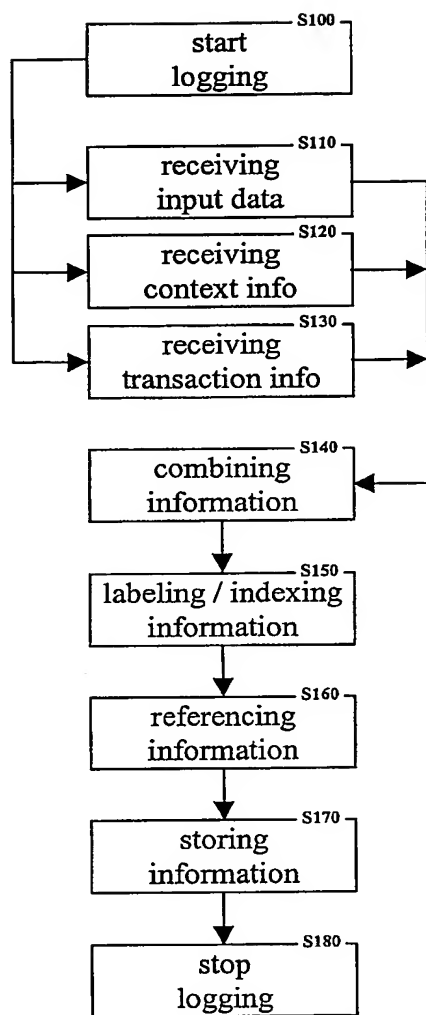 S100
start
logging
S110
receiving
input data
S120
receiving
context info
S130
receiving
transaction info
S140
combining
information
S150
labeling / indexing
information
S160
referencing
information
S170
storing
information
S180
stop
logging